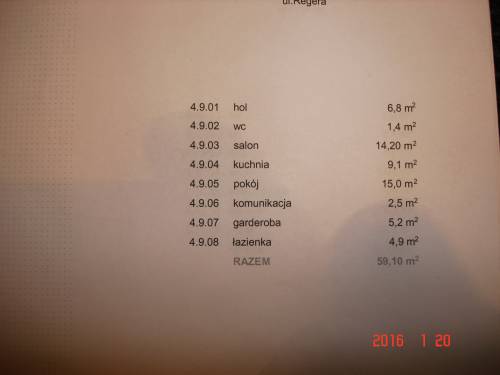 ul.Regera
4.9.01 hol 6,8 m²
4.9.02 wc 1,4 m²
4.9.03 salon 14,20 m²
4.9.04 kuchnia 9,1 m²
4.9.05 pokój 15,0 m²
4.9.06 komunikacja 2,5 m²
4.9.07 garderoba 5,2 m²
4.9.08 łazienka 4,9 m²
RAZEM 59,10 m²
2016 1 20